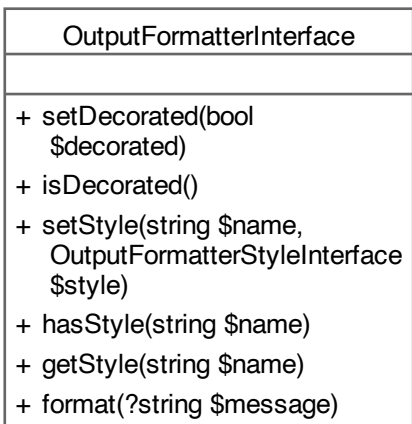 OutputFormatterInterface
+ setDecorated(bool
$decorated)
+ isDecorated()
+ setStyle(string $name,
OutputFormatterStyleInterface
$style)
+ hasStyle(string $name)
+ getStyle(string $name)
+ format(?string $message)